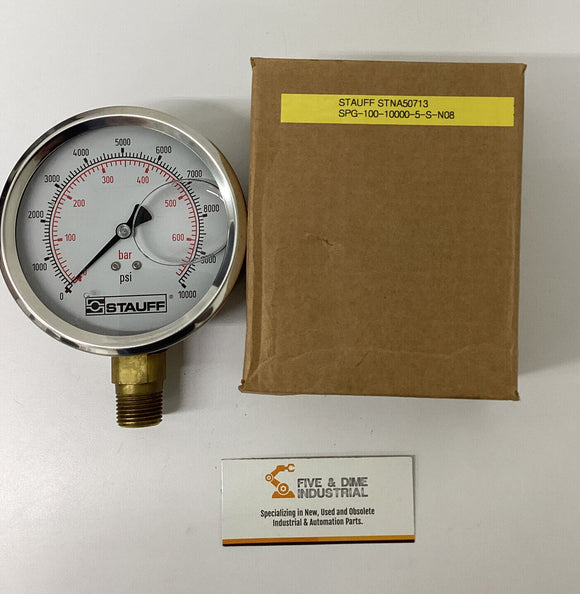 STAUFF STNA50713
SPG-100-10000-5-S-N08
0
1000
2000
3000
4000
5000
6000
7000
8000
9000
10000
100
200
300
400
500
600
bar
psi
STAUFF ®
FIVE & DIME
INDUSTRIAL
Specializing in New, Used and Obsolete
Industrial & Automation Parts.